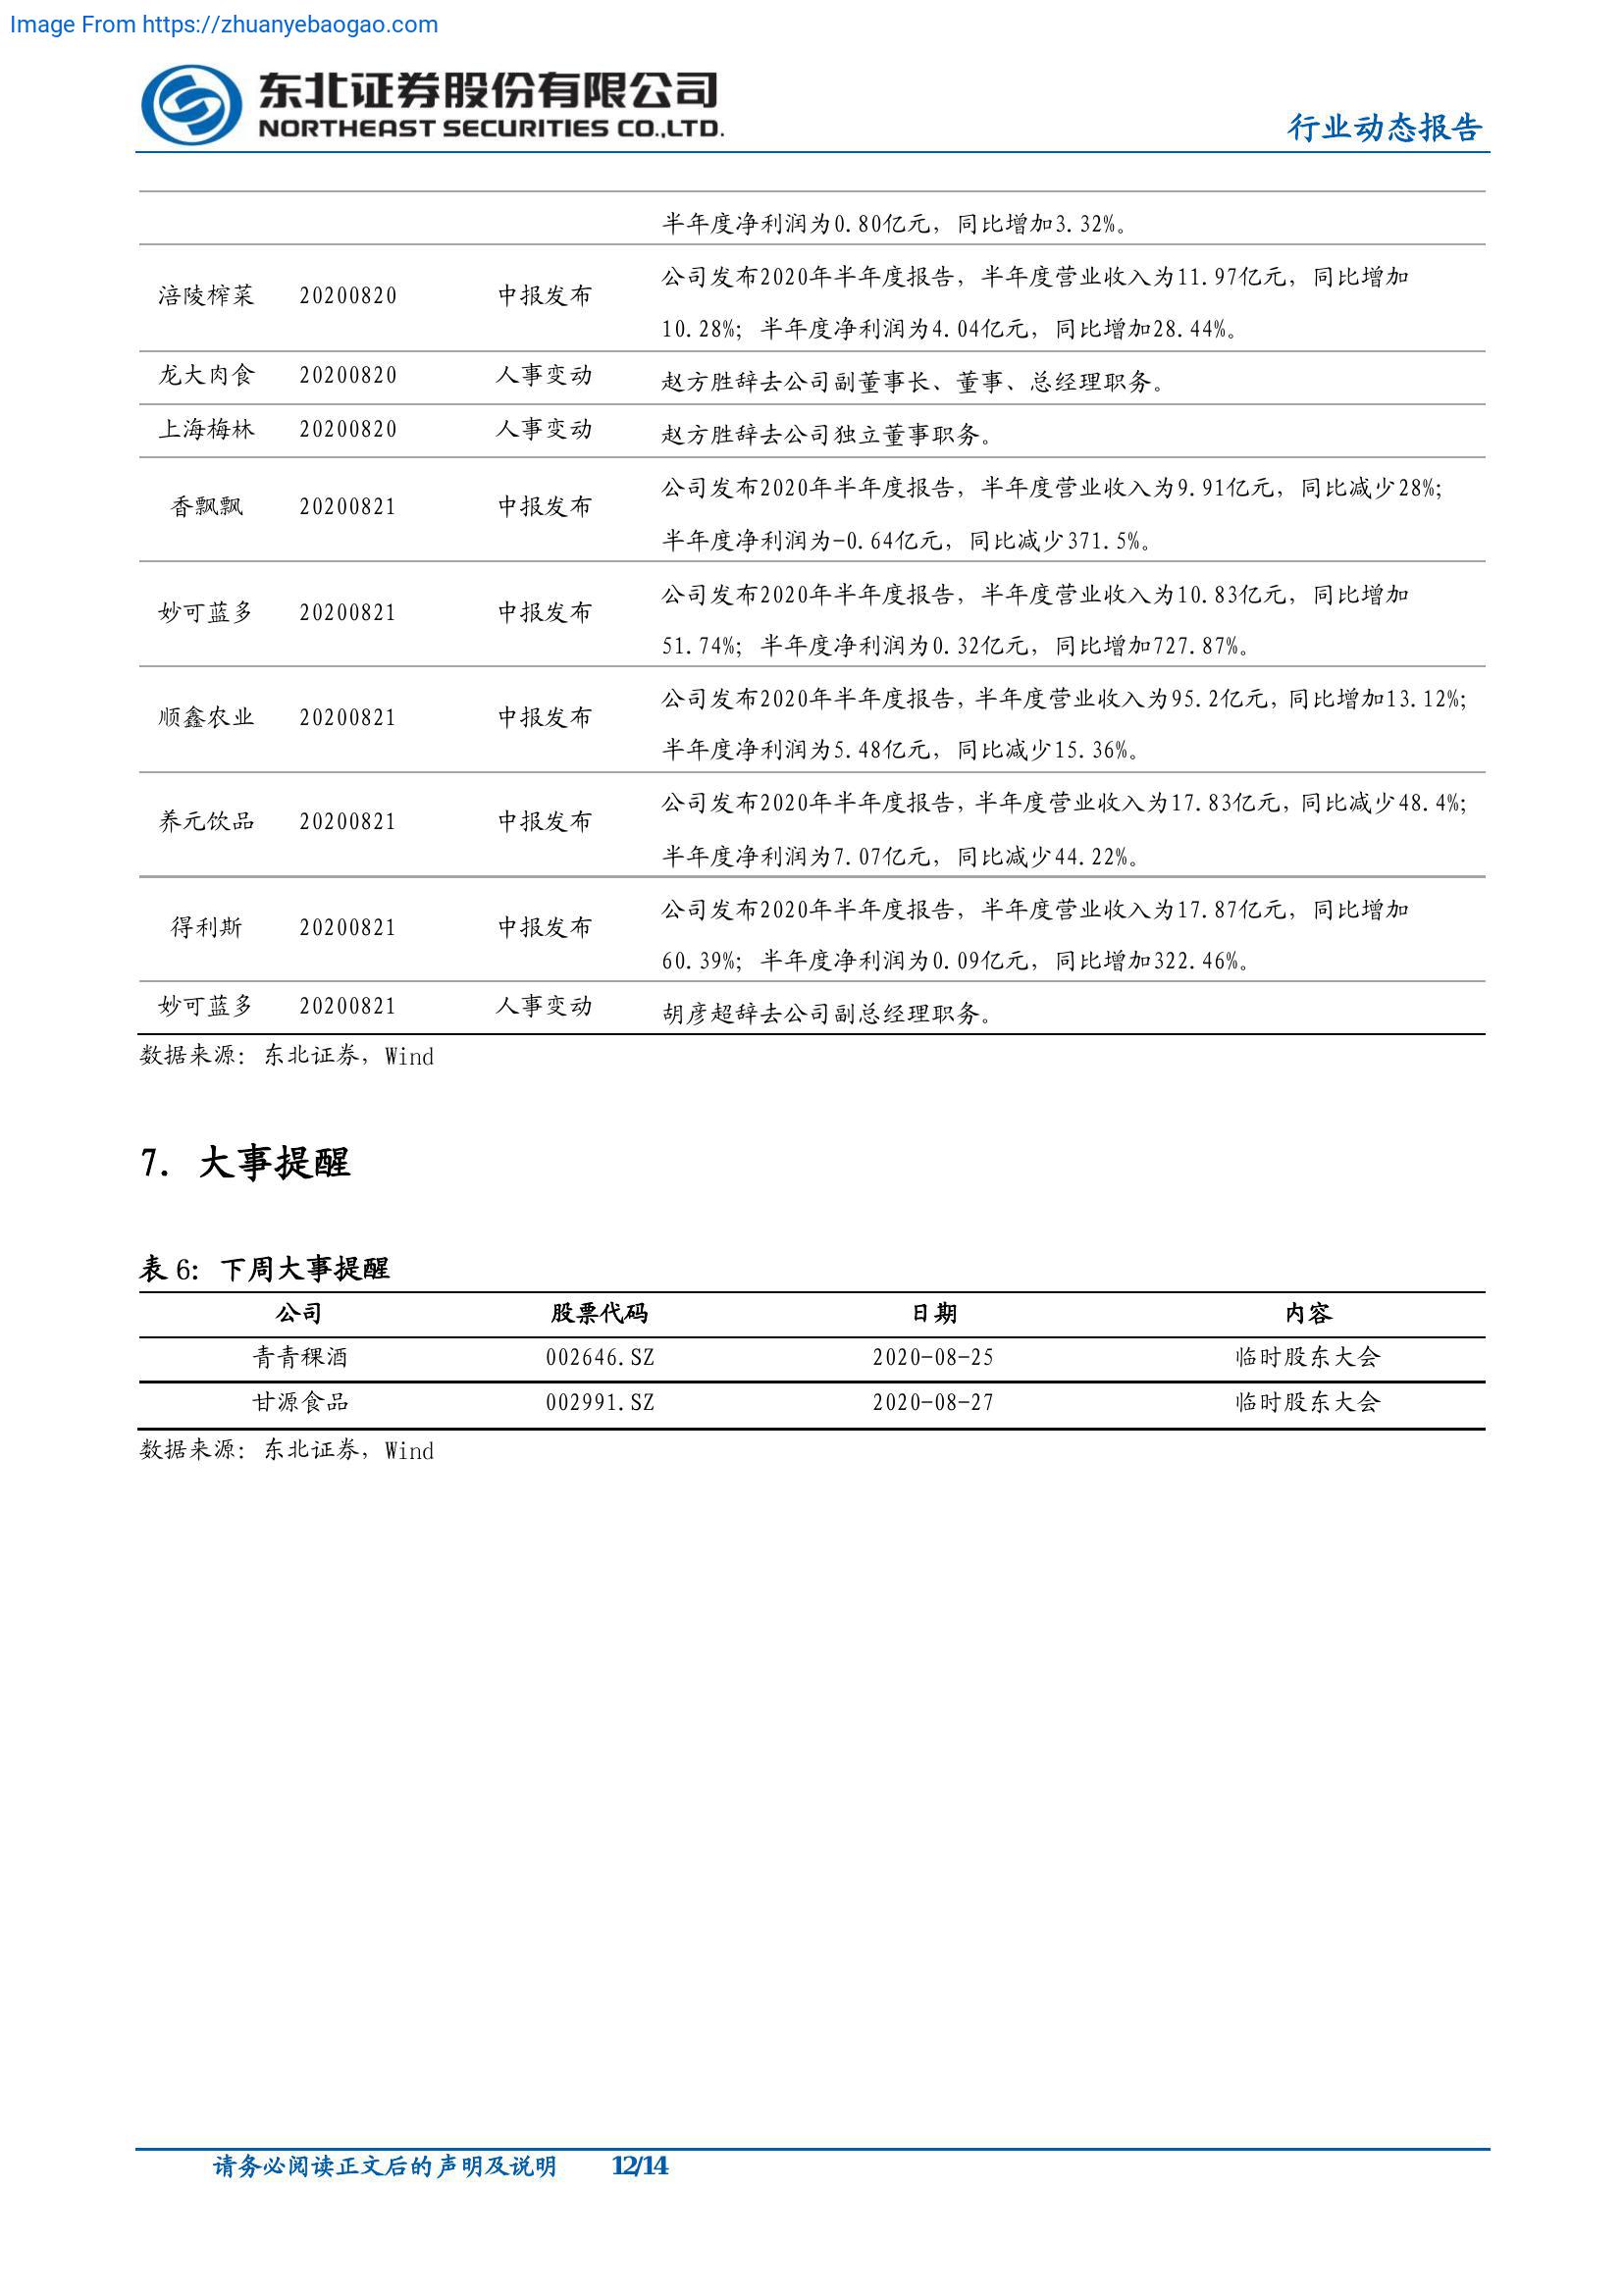 Image From https://zhuanyebaogao.com
东北证券股份有限公司
NORTHEAST SECURITIES CO.,LTD.
行业动态报告
半年度净利润为0.80亿元，同比增加3.32%。
涪陵榨菜 20200820 中报发布 公司发布2020年半年度报告，半年度营业收入为11.97亿元，同比增加
10.28%；半年度净利润为4.04亿元，同比增加28.44%。
龙大肉食 20200820 人事变动 赵方胜辞去公司副董事长、董事、总经理职务。
上海梅林 20200820 人事变动 赵方胜辞去公司独立董事职务。
香飘飘 20200821 中报发布 公司发布2020年半年度报告，半年度营业收入为9.91亿元，同比减少28%；
半年度净利润为-0.64亿元，同比减少371.5%。
妙可蓝多 20200821 中报发布 公司发布2020年半年度报告，半年度营业收入为10.83亿元，同比增加
51.74%；半年度净利润为0.32亿元，同比增加727.87%。
顺鑫农业 20200821 中报发布 公司发布2020年半年度报告，半年度营业收入为95.2亿元，同比增加13.12%；
半年度净利润为5.48亿元，同比减少15.36%。
养元饮品 20200821 中报发布 公司发布2020年半年度报告，半年度营业收入为17.83亿元，同比减少48.4%；
半年度净利润为7.07亿元，同比减少44.22%。
得利斯 20200821 中报发布 公司发布2020年半年度报告，半年度营业收入为17.87亿元，同比增加
60.39%；半年度净利润为0.09亿元，同比增加322.46%。
妙可蓝多 20200821 人事变动 胡彦超辞去公司副总经理职务。
数据来源：东北证券，Wind
7. 大事提醒
表 6：下周大事提醒
公司 股票代码 日期 内容
青青稞酒 002646.SZ 2020-08-25 临时股东大会
甘源食品 002991.SZ 2020-08-27 临时股东大会
数据来源：东北证券，Wind
请务必阅读正文后的声明及说明 12/14